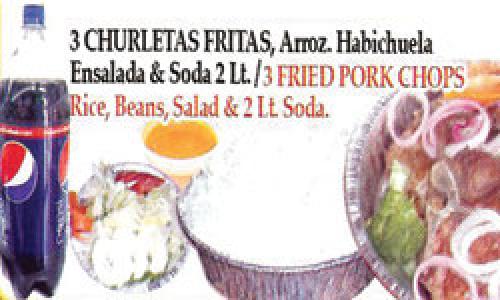 3 CHURLETAS FRITAS, Arroz. Habichuela
Ensalada & Soda 2 Lt. / 3 FRIED PORK CHOPS
Rice, Beans, Salad & 2 Lt. Soda.